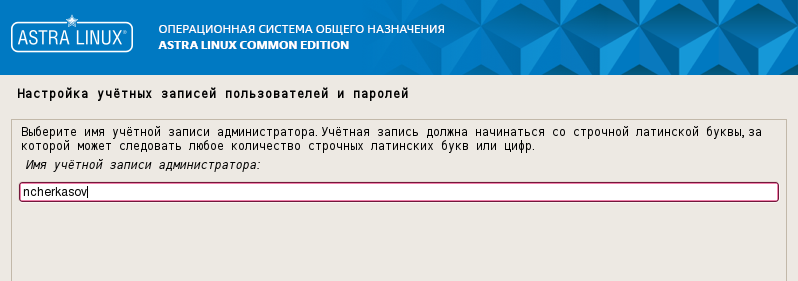 ASTRA LINUX®
ОПЕРАЦИОННАЯ СИСТЕМА ОБЩЕГО НАЗНАЧЕНИЯ
ASTRA LINUX COMMON EDITION
Настройка учётных записей пользователей и паролей
Выберите имя учётной записи администратора. Учётная запись должна начинаться со строчной латинской буквы, за
которой может следовать любое количество строчных латинских букв или цифр.
Имя учётной записи администратора:
ncherkasov